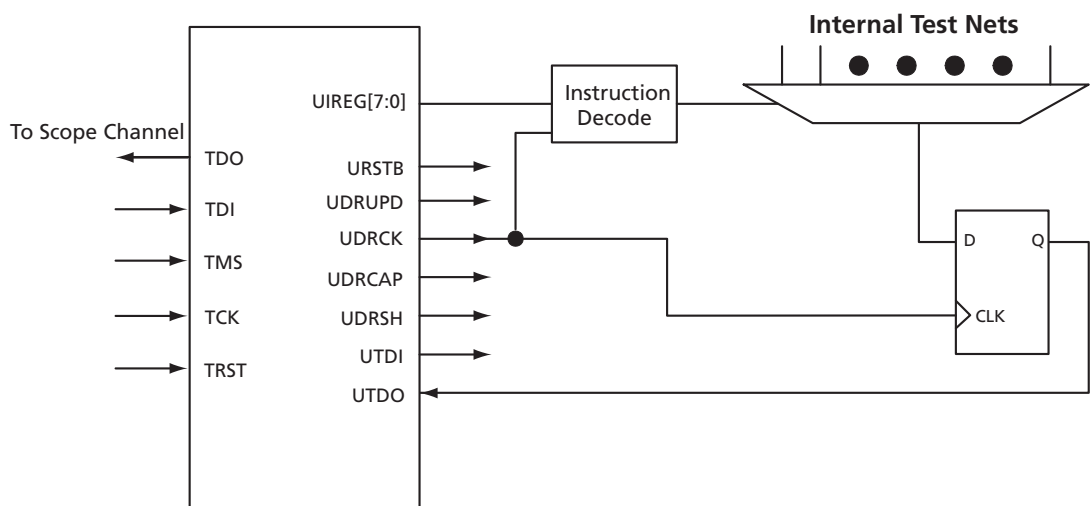 Internal Test Nets
UIREG[7:0]
Instruction
Decode
To Scope Channel
TDO
URSTB
TDI
UDRUPD
UDRCK
D
Q
TMS
UDRCAP
TCK
UDRSH
CLK
UTDI
TRST
UTDO